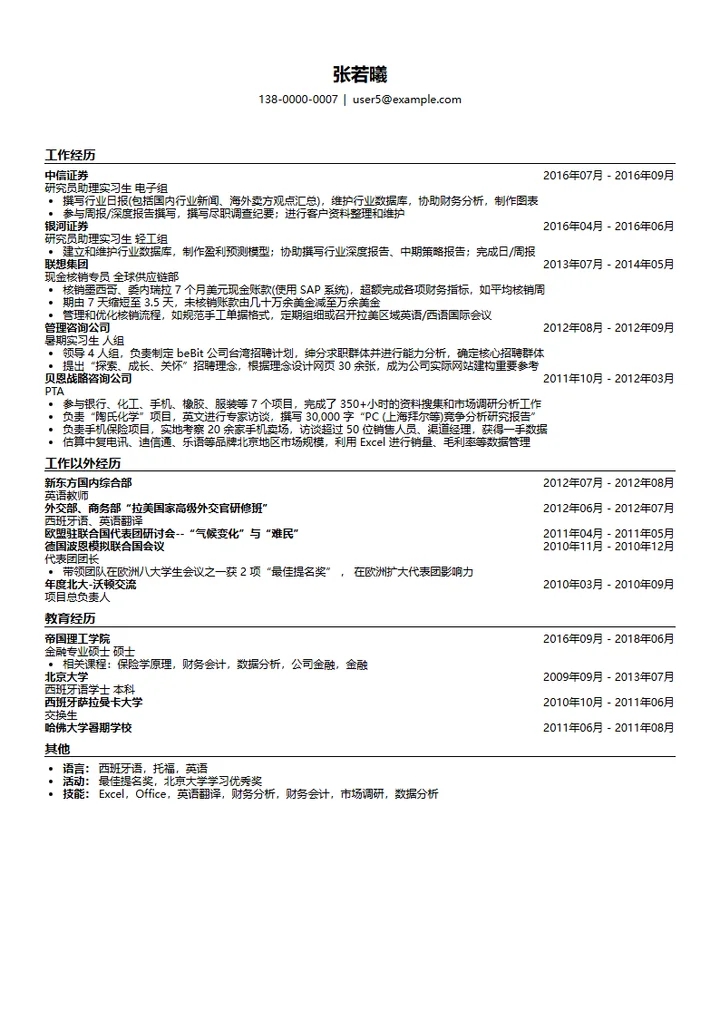 张若曦
138-0000-0007 | user5@example.com
工作经历
中信证券 2016年07月 - 2016年09月
研究员助理实习生 电子组
• 撰写行业日报(包括国内行业新闻、海外卖方观点汇总)，维护行业数据库，协助财务分析，制作图表
• 参与周报/深度报告撰写，撰写尽职调查纪要；进行客户资料整理和维护
银河证券 2016年04月 - 2016年06月
研究员助理实习生 轻工组
• 建立和维护行业数据库，制作盈利预测模型；协助撰写行业深度报告、中期策略报告；完成日/周报
联想集团 2013年07月 - 2014年05月
现金核销专员 全球供应链部
• 核销墨西哥、委内瑞拉 7 个月美元现金账款(使用 SAP 系统)，超额完成各项财务指标，如平均核销周
• 期由 7 天缩短至 3.5 天，未核销账款由几十万余美金减至万余美金
• 管理和优化核销流程，如规范手工单据格式，定期组细或召开拉美区域英语/西语国际会议
管理咨询公司 2012年08月 - 2012年09月
暑期实习生 人组
• 领导 4 人组，负责制定 beBit 公司台湾招聘计划，绅分求职群体并进行能力分析，确定核心招聘群体
• 提出“探索、成长、关怀”招聘理念，根据理念设计网页 30 余张，成为公司实际网站建构重要参考
贝恩战略咨询公司 2011年10月 - 2012年03月
PTA
• 参与银行、化工、手机、橡胶、服装等 7 个项目，完成了 350+小时的资料搜集和市场调研分析工作
• 负责“陶氏化学”项目，英文进行专家访谈，撰写 30,000 字“PC (上海拜尔等)竞争分析研究报告”
• 负责手机保险项目，实地考察 20 余家手机卖场，访谈超过 50 位销售人员、渠道经理，获得一手数据
• 估算中复电讯、迪信通、乐语等品牌北京地区市场规模，利用 Excel 进行销量、毛利率等数据管理
工作以外经历
新东方国内综合部 2012年07月 - 2012年08月
英语教师
外交部、商务部“拉美国家高级外交官研修班” 2012年06月 - 2012年07月
西班牙语、英语翻译
欧盟驻联合国代表团研讨会--“气候变化”与“难民” 2011年04月 - 2011年05月
德国波恩模拟联合国会议 2010年11月 - 2010年12月
代表团团长
• 带领团队在欧洲八大学生会议之一获 2 项“最佳提名奖” ，在欧洲扩大代表团影响力
年度北大-沃顿交流 2010年03月 - 2010年09月
项目总负责人
教育经历
帝国理工学院 2016年09月 - 2018年06月
金融专业硕士 硕士
• 相关课程：保险学原理，财务会计，数据分析，公司金融，金融
北京大学 2009年09月 - 2013年07月
西班牙语学士 本科
西班牙萨拉曼卡大学 2010年10月 - 2011年06月
交换生
哈佛大学暑期学校 2011年06月 - 2011年08月
其他
• 语言： 西班牙语，托福，英语
• 活动： 最佳提名奖，北京大学学习优秀奖
• 技能： Excel，Office，英语翻译，财务分析，财务会计，市场调研，数据分析